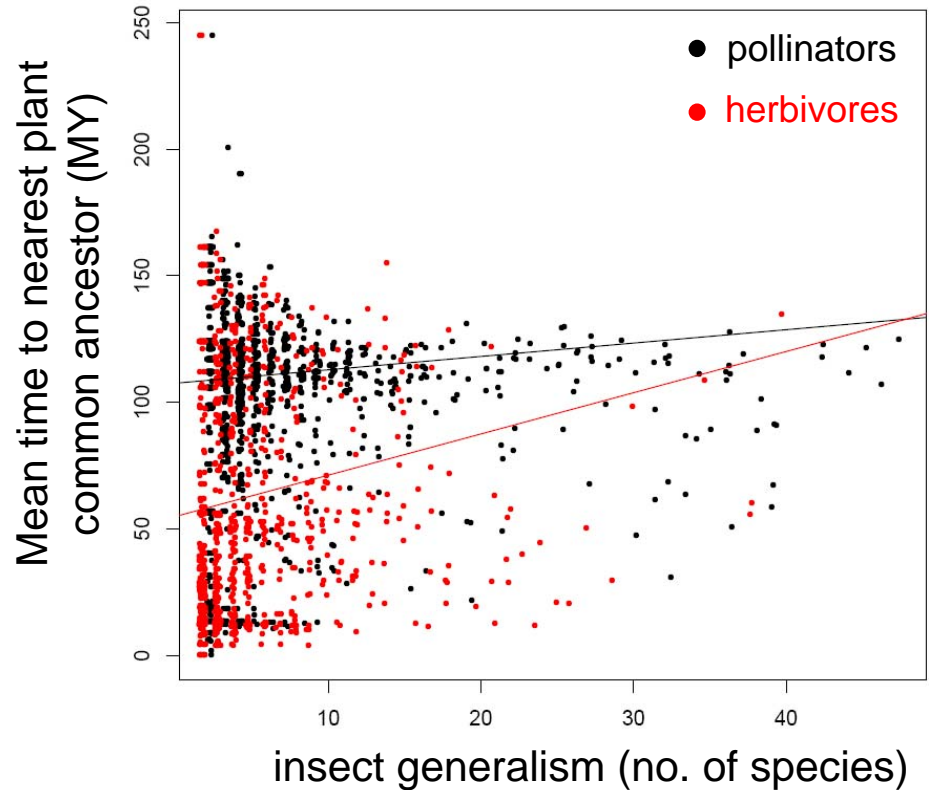 Mean time to nearest plant
common ancestor (MY)
250
200
150
100
50
0
pollinators
herbivores
10 20 30 40
insect generalism (no. of species)